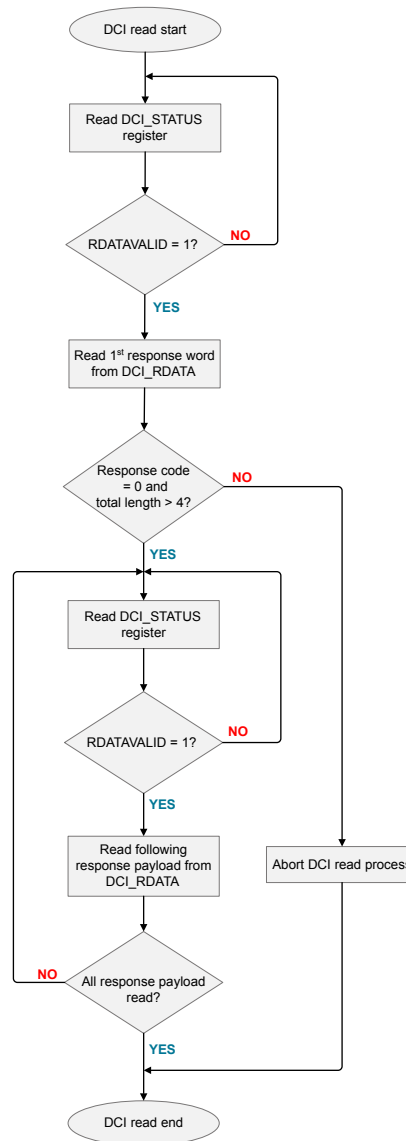 DCI read start
Read DCI_STATUS
register
RDATAVALID = 1?
NO
YES
Read 1st response word
from DCI_RDATA
Response code
= 0 and
total length > 4?
NO
YES
Read DCI_STATUS
register
RDATAVALID = 1?
NO
YES
Read following
response payload from
DCI_RDATA
Abort DCI read process
All response payload
read?
NO
YES
DCI read end